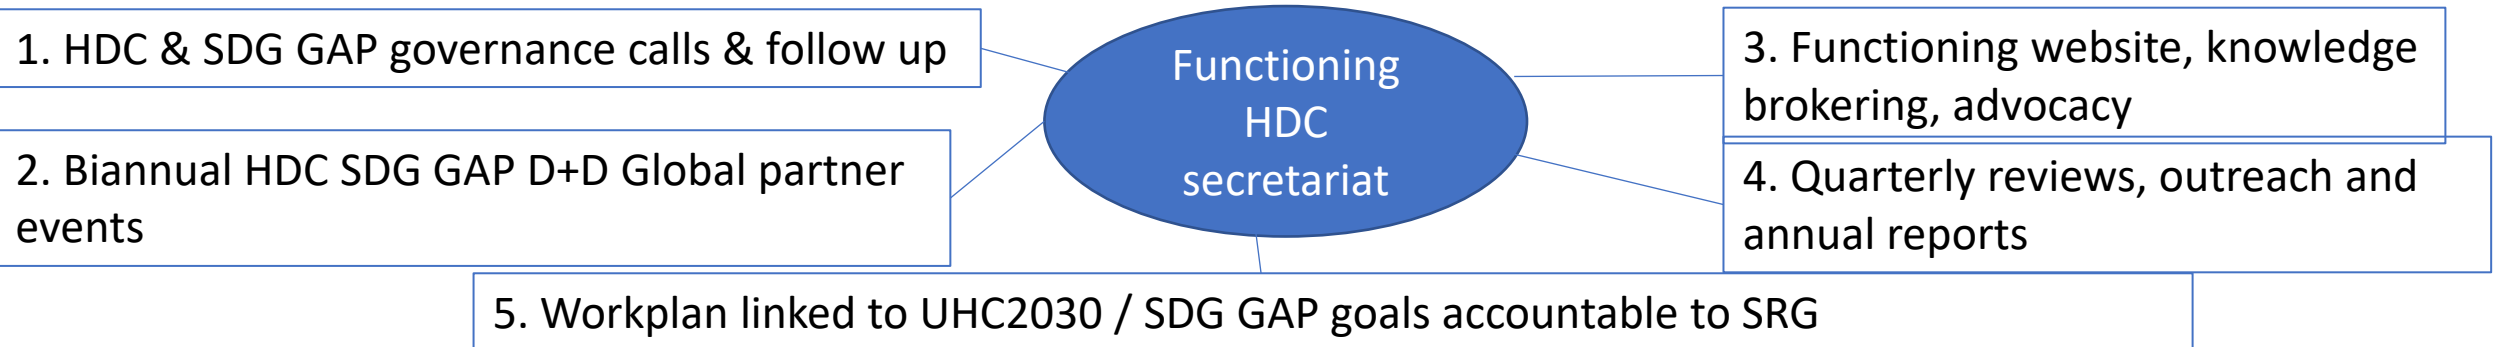 1. HDC & SDG GAP governance calls & follow up
2. Biannual HDC SDG GAP D+D Global partner
events
Functioning
HDC
secretariat
3. Functioning website, knowledge
brokering, advocacy
4. Quarterly reviews, outreach and
annual reports
5. Workplan linked to UHC2030 / SDG GAP goals accountable to SRG